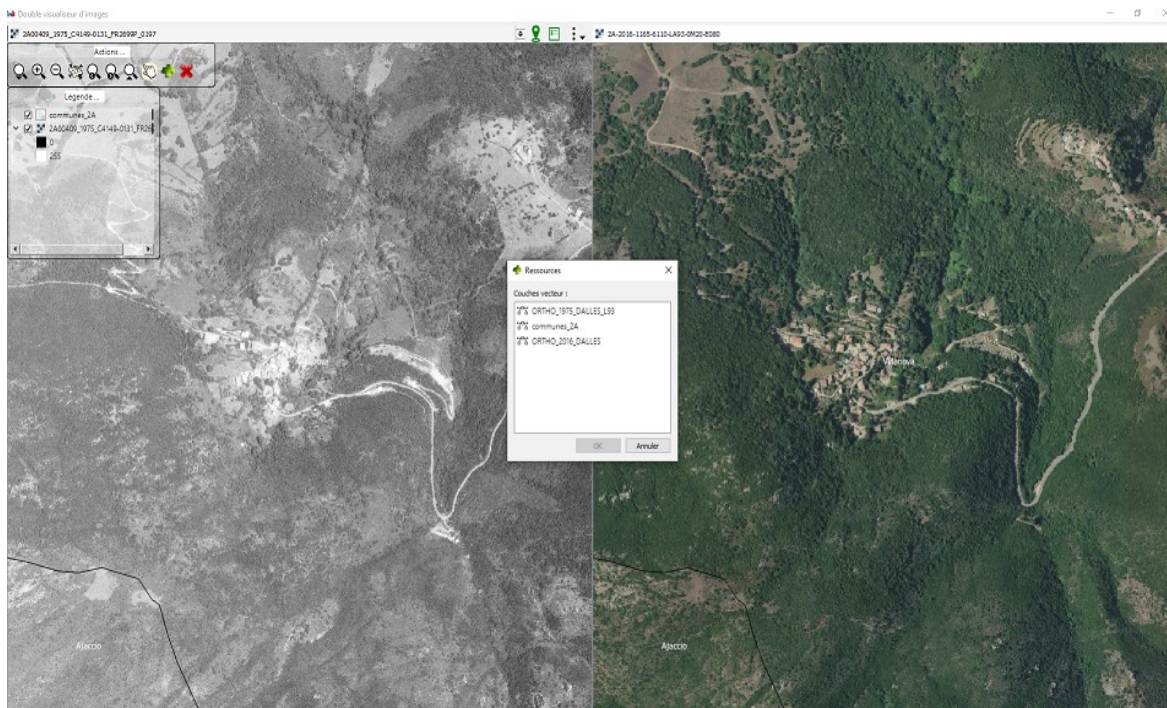 Double visualiseur d'images
2A00409_1975_C4149-0131_FR2699P_0197
2A-2016-1165-6110-LA93-0M20-E080
Actions ...
Legende ...
communes_2A
2A00409_1975_C4149-0131_FR26
0
255
Ressources
Couches vecteur :
ORTHO_1975_DALLES_L93
communes_2A
ORTHO_2016_DALLES
OK
Annuler
Villanova
Ajaccio
Ajaccio